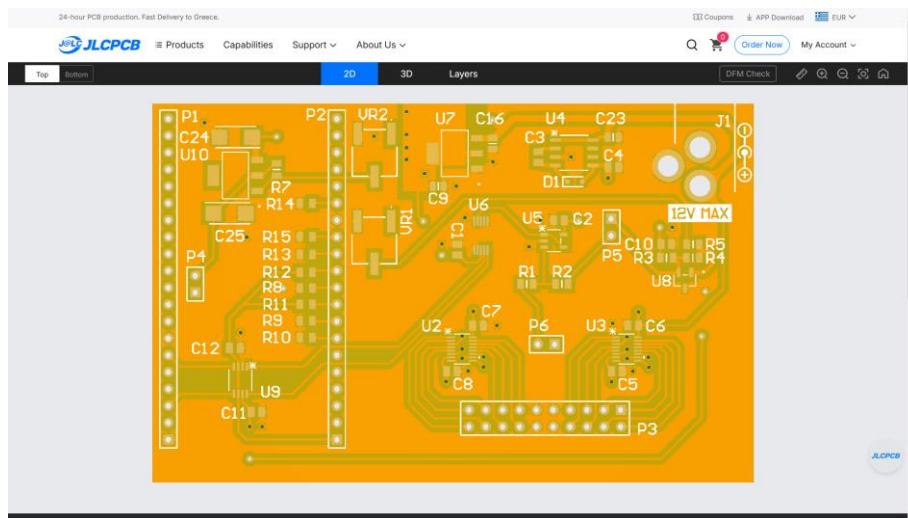 24-hour PCB production. Fast Delivery to Greece.
Coupons APP Download EUR
JLCPCB Products Capabilities Support About Us 0 Order Now My Account
Top Bottom 2D 3D Layers DFM Check
P1 P2 VR2 U7 C16 U4 C23 J1
C24 C3
U10 C4
R7 D1
R14 C9 U6 12V MAX
VR1 U5 C2
C25 R15 C1 C10 R5
P4 R13 P5 R3 R4
R12 R1 R2 U8
R8
R11 C7
R9 U2 P6 U3 C6
R10
C12
C8 C5
U9
C11
P3
JLCPCB